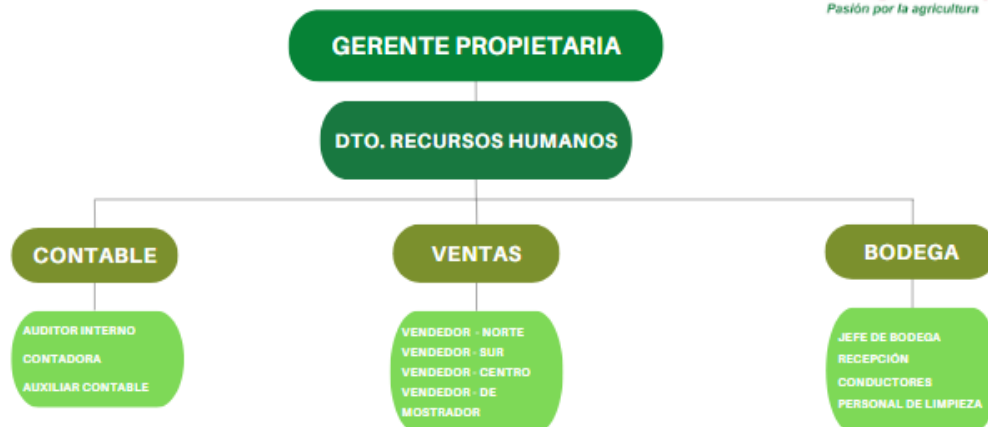 Pasión por la agricultura
GERENTE PROPIETARIA
DTO. RECURSOS HUMANOS
CONTABLE
VENTAS
BODEGA
AUDITOR INTERNO
CONTADORA
AUXILIAR CONTABLE
VENDEDOR - NORTE
VENDEDOR - SUR
VENDEDOR - CENTRO
VENDEDOR - DE
MOSTRADOR
JEFE DE BODEGA
RECEPCIÓN
CONDUCTORES
PERSONAL DE LIMPIEZA